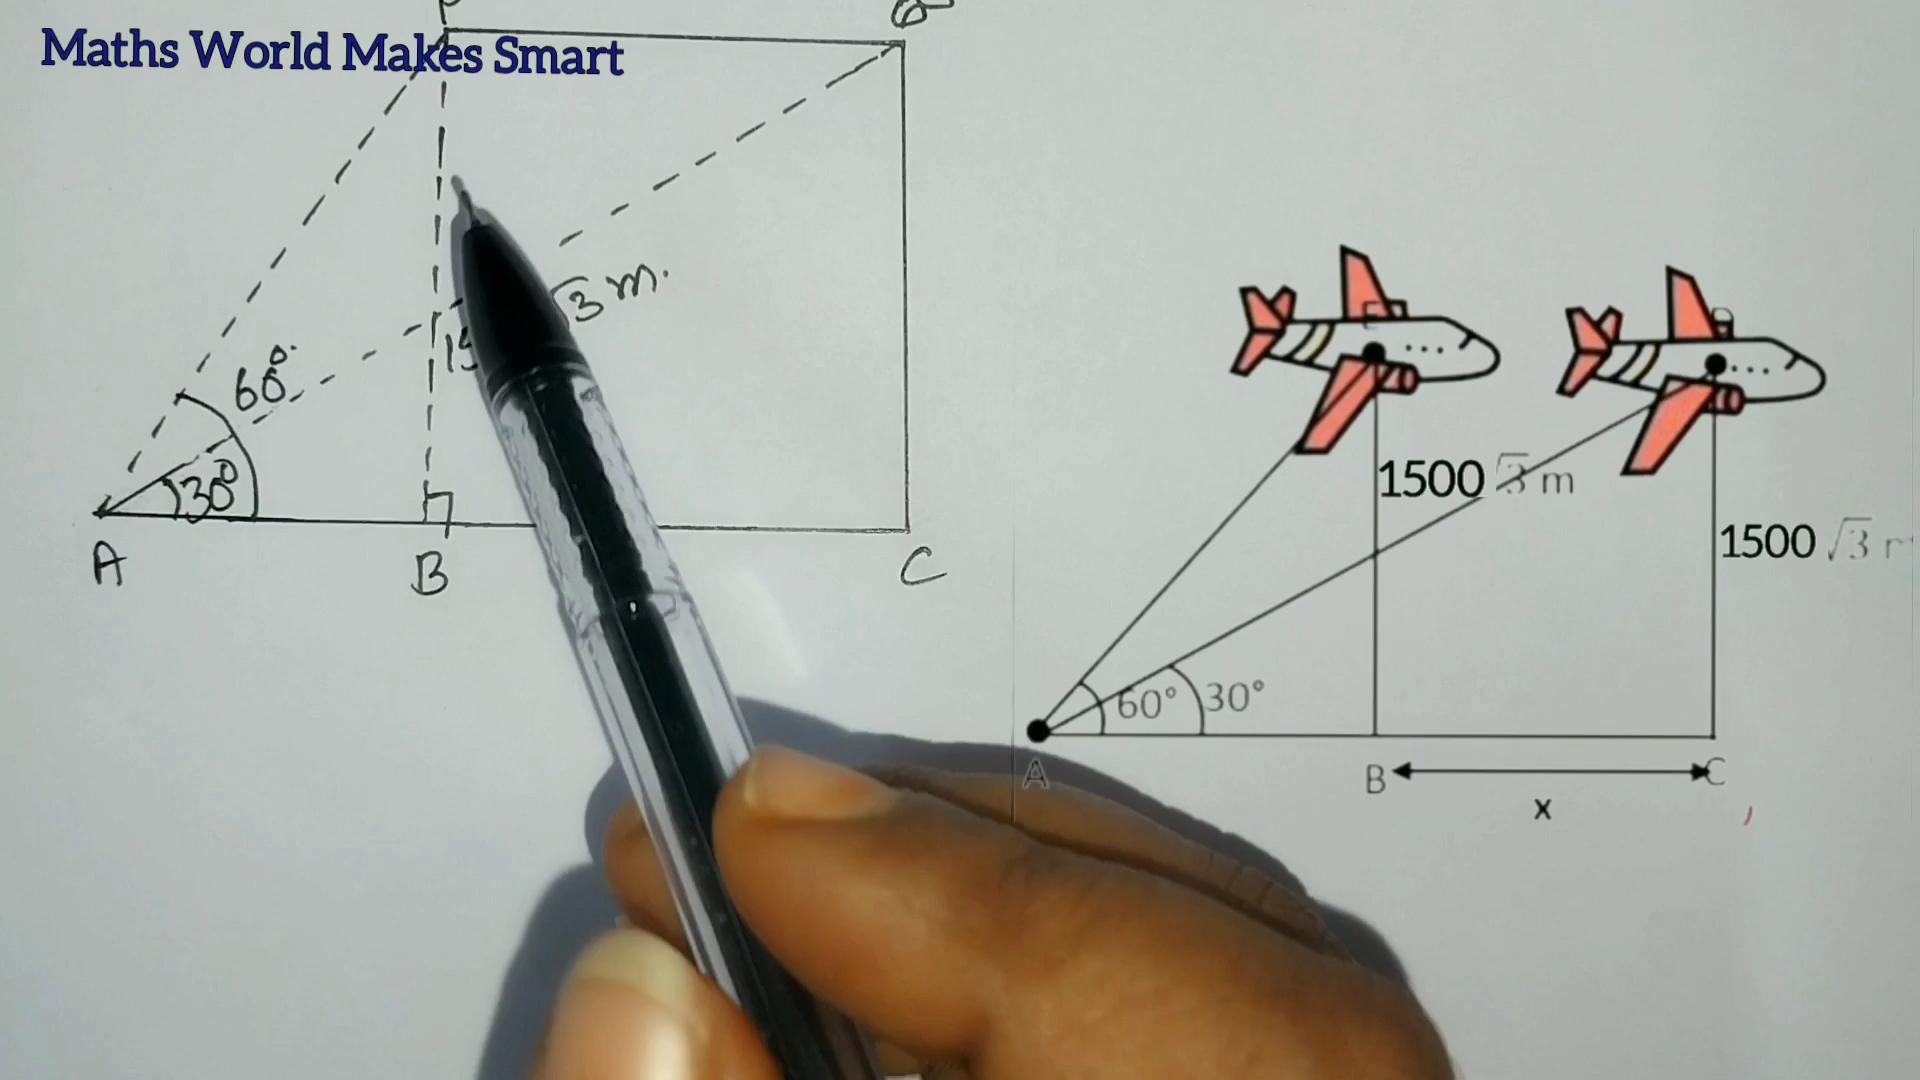 Maths World Makes Smart
60°
30°
√3 m.
A
B
C
E
1500 √3 m
1500 √3
60°
30°
A
B
C
x